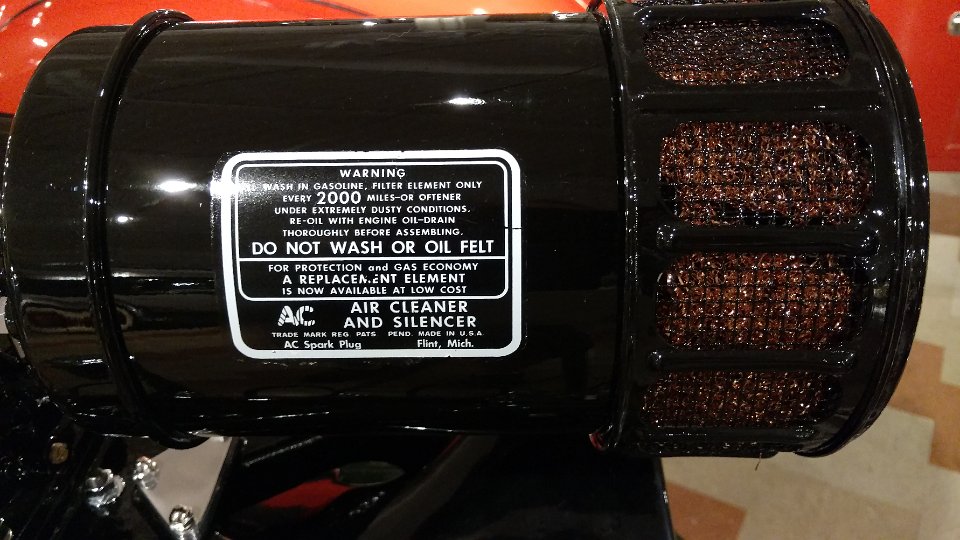 WARNING
WASH IN GASOLINE, FILTER ELEMENT ONLY
EVERY 2000 MILES-OR OFTENER
UNDER EXTREMELY DUSTY CONDITIONS.
RE-OIL WITH ENGINE OIL-DRAIN
THOROUGHLY BEFORE ASSEMBLING.
DO NOT WASH OR OIL FELT
FOR PROTECTION and GAS ECONOMY
A REPLACEMENT ELEMENT
IS NOW AVAILABLE AT LOW COST
AC AIR CLEANER
AND SILENCER
TRADE MARK REG. PATS. PEND. MADE IN U.S.A.
AC Spark Plug Flint, Mich.